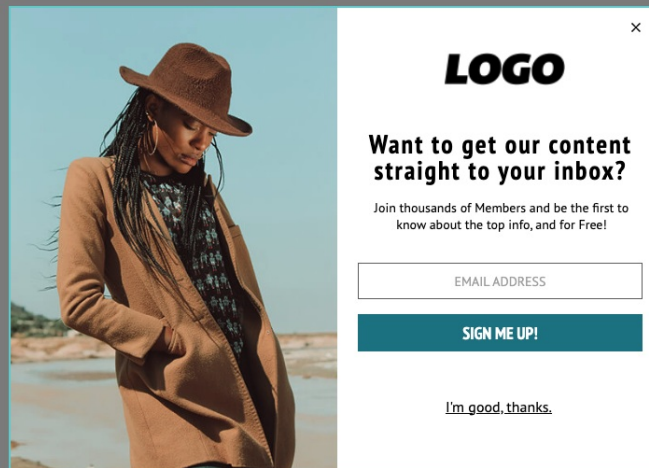 ×
LOGO
Want to get our content
straight to your inbox?
Join thousands of Members and be the first to
know about the top info, and for Free!
EMAIL ADDRESS
SIGN ME UP!
I'm good, thanks.